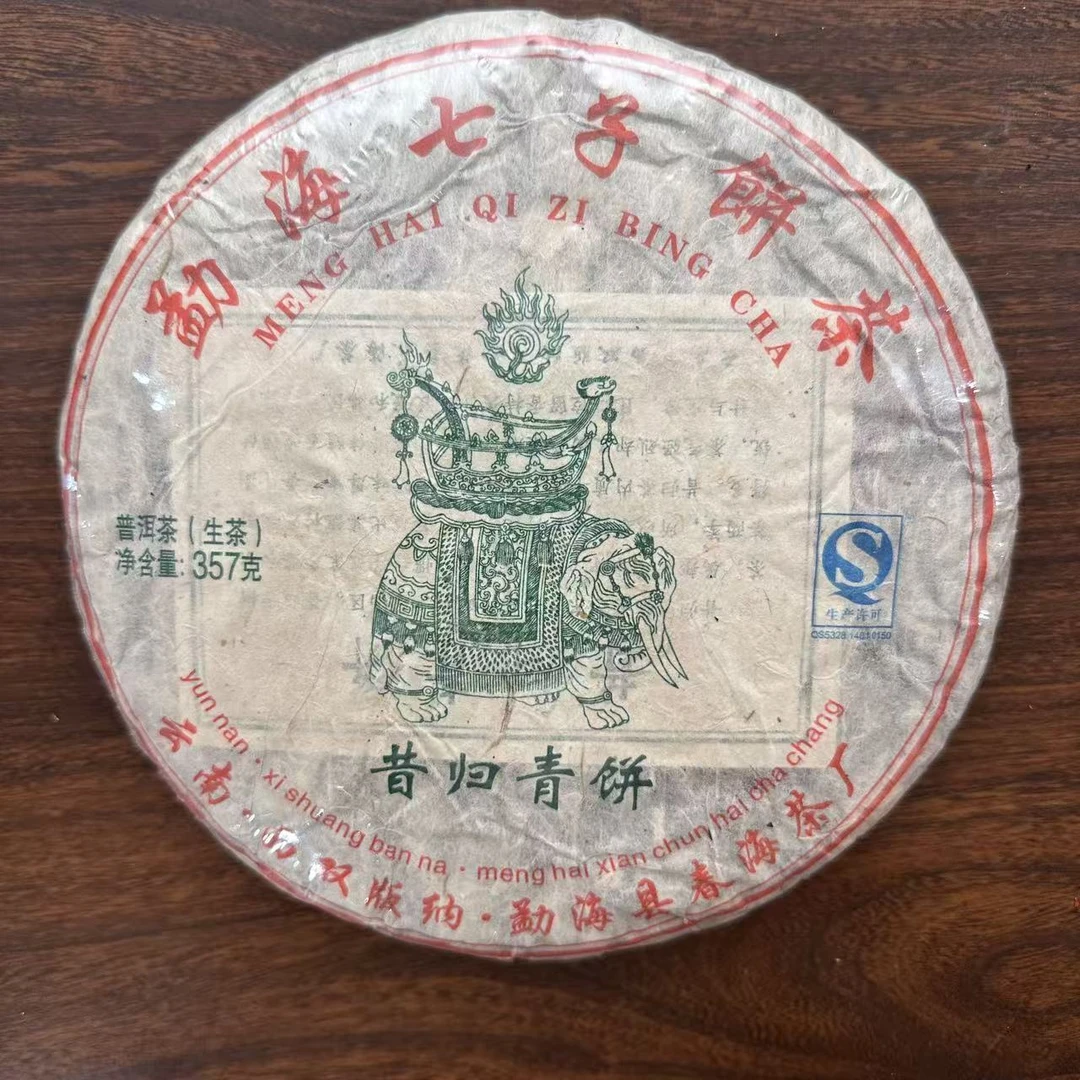 勐海七子餅茶
MENG HAI QI ZI BING CHA
普洱茶（生茶）
净含量: 357克
生产许可
昔归青饼
yun nan · xi shuang ban na · meng hai xian chun hai cha chang
云南·西双版纳·勐海县春海茶厂